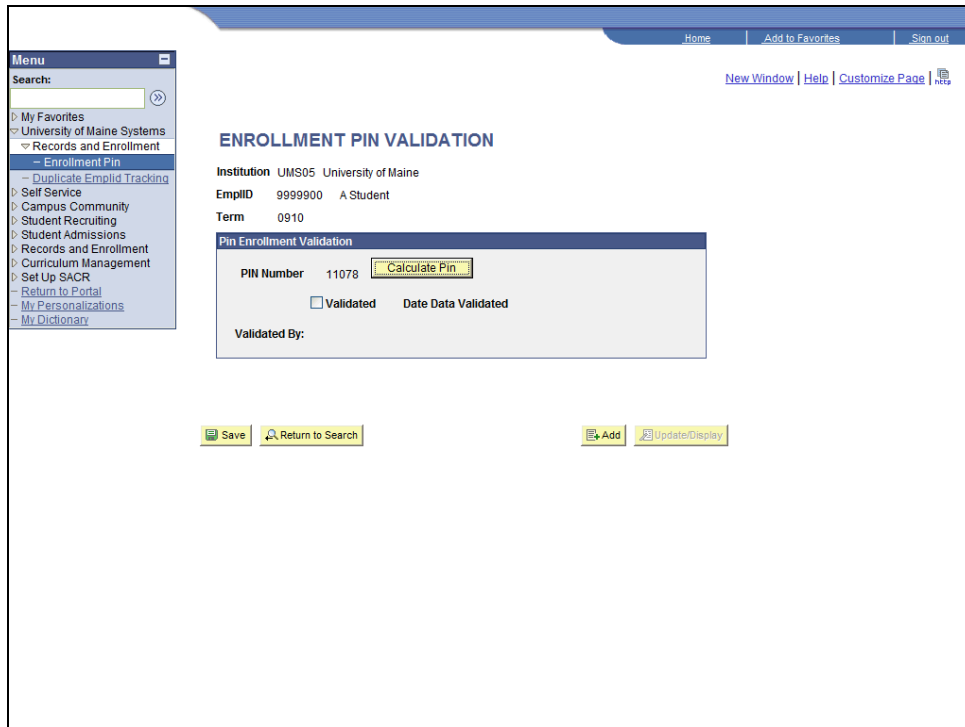 Home Add to Favorites Sign out
New Window Help Customize Page http
Menu
Search:
My Favorites
University of Maine Systems
Records and Enrollment
Enrollment Pin
Duplicate Emplid Tracking
Self Service
Campus Community
Student Recruiting
Student Admissions
Records and Enrollment
Curriculum Management
Set Up SACR
Return to Portal
My Personalizations
My Dictionary
ENROLLMENT PIN VALIDATION
Institution UMS05 University of Maine
EmplID 9999900 A Student
Term 0910
Pin Enrollment Validation
PIN Number 11078 Calculate Pin
Validated Date Data Validated
Validated By:
Save Return to Search Add Update/Display